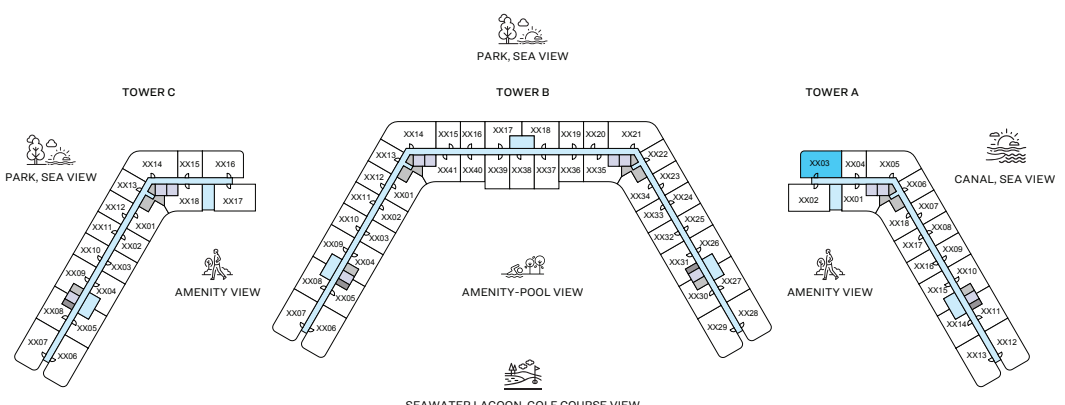 PARK, SEA VIEW
TOWER C
TOWER B
TOWER A
PARK, SEA VIEW
CANAL, SEA VIEW
XX14 XX15 XX16
XX13
XX12
XX11
XX10
XX09
XX08
XX07
XX18 XX17
XX01
XX02
XX03
XX04
XX05
XX06
AMENITY VIEW
XX14 XX15 XX16 XX17 XX18 XX19 XX20 XX21
XX13
XX12
XX11
XX10
XX09
XX08
XX07
XX41 XX40 XX39 XX38 XX37 XX36 XX35
XX01
XX02
XX03
XX04
XX05
XX06
XX22
XX23
XX24
XX25
XX26
XX27
XX28
XX34
XX33
XX32
XX31
XX30
XX29
AMENITY-POOL VIEW
XX03 XX04 XX05
XX02 XX01
XX06
XX07
XX08
XX09
XX10
XX11
XX12
XX18
XX17
XX16
XX15
XX14
XX13
AMENITY VIEW
SEAWATER LAGOON, GOLF COURSE VIEW